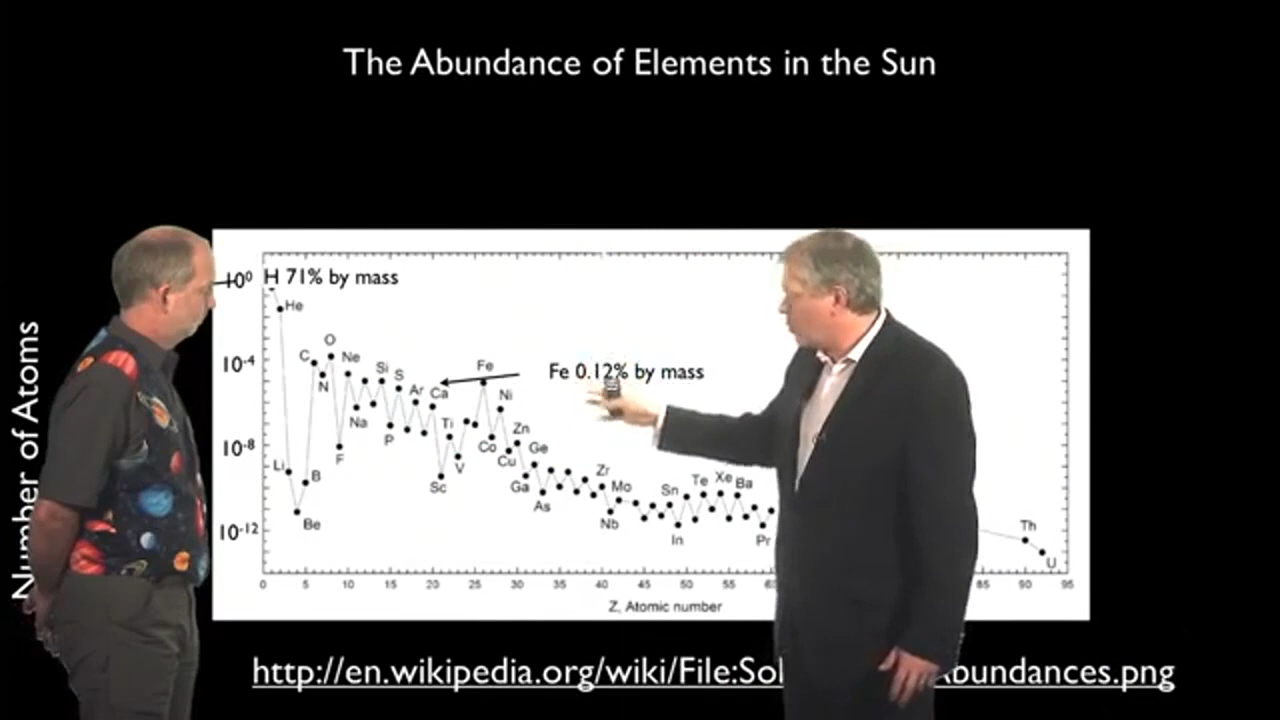 The Abundance of Elements in the Sun
Number of Atoms
10⁰
10-4
10-8
10-12
H 71% by mass
He
Li
Be
B
C
N
O
F
Ne
Na
Si
P
S
Ar
Ca
Sc
Ti
V
Fe
Fe 0.12% by mass
Co
Ni
Cu
Zn
Ga
Ge
As
Zr
Nb
Mo
In
Sn
Te
Xe
Ba
Pr
Th
U
0 5 10 15 20 25 30 35 40 45 50 55 85 90 95
Z, Atomic number
http://en.wikipedia.org/wiki/File:Sol bundances.png